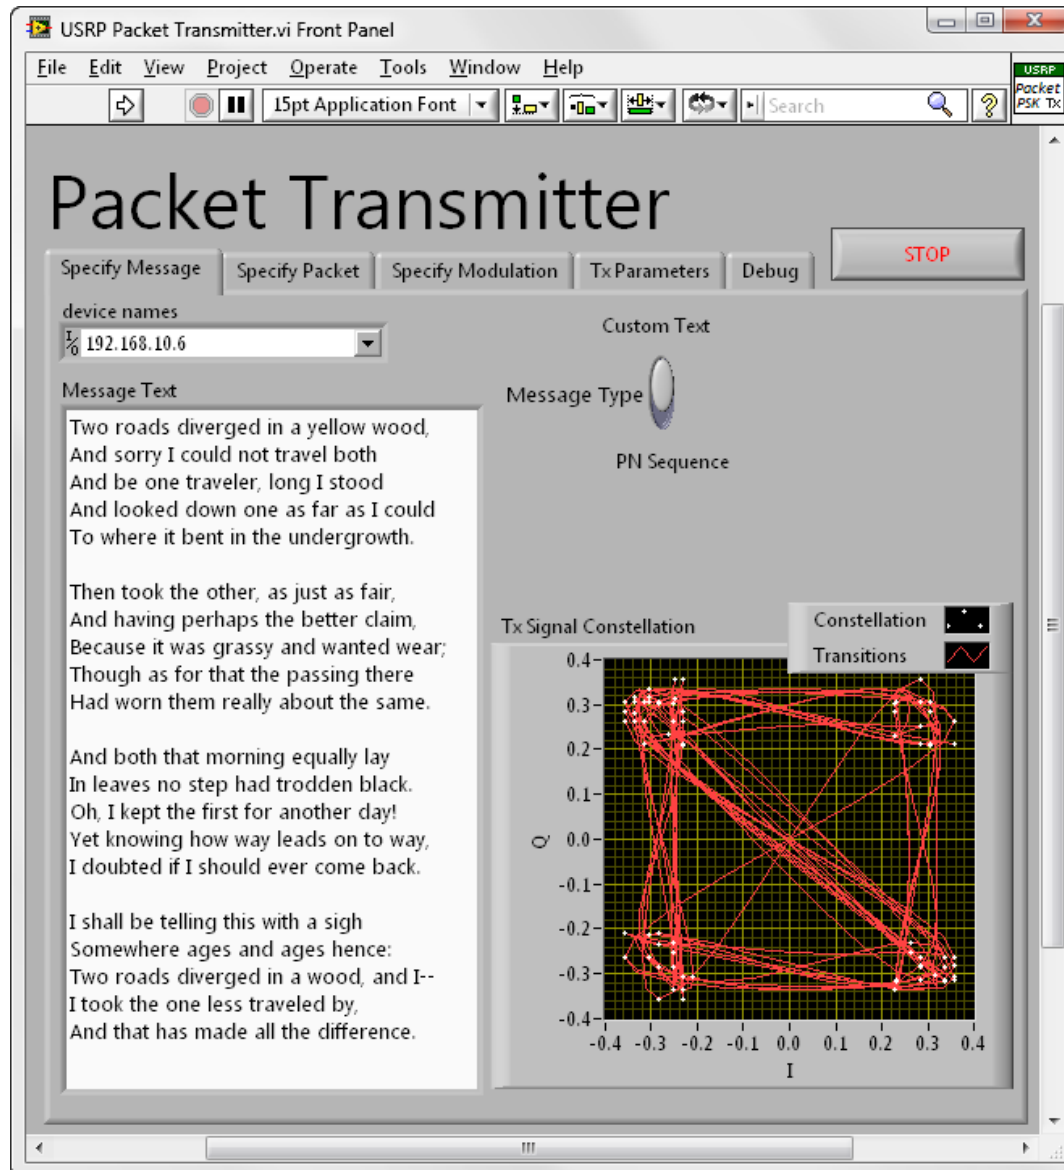 USRP Packet Transmitter.vi Front Panel
File Edit View Project Operate Tools Window Help
15pt Application Font
Search
?
USRP
Packet
PSK Tx
Packet Transmitter
STOP
Specify Message Specify Packet Specify Modulation Tx Parameters Debug
device names
I/O 192.168.10.6
Message Text
Two roads diverged in a yellow wood,
And sorry I could not travel both
And be one traveler, long I stood
And looked down one as far as I could
To where it bent in the undergrowth.
Then took the other, as just as fair,
And having perhaps the better claim,
Because it was grassy and wanted wear;
Though as for that the passing there
Had worn them really about the same.
And both that morning equally lay
In leaves no step had trodden black.
Oh, I kept the first for another day!
Yet knowing how way leads on to way,
I doubted if I should ever come back.
I shall be telling this with a sigh
Somewhere ages and ages hence:
Two roads diverged in a wood, and I--
I took the one less traveled by,
And that has made all the difference.
Custom Text
Message Type
PN Sequence
Tx Signal Constellation
Constellation
Transitions
Q
0.4
0.3
0.2
0.1
0.0
-0.1
-0.2
-0.3
-0.4
-0.4 -0.3 -0.2 -0.1 0.0 0.1 0.2 0.3 0.4
I